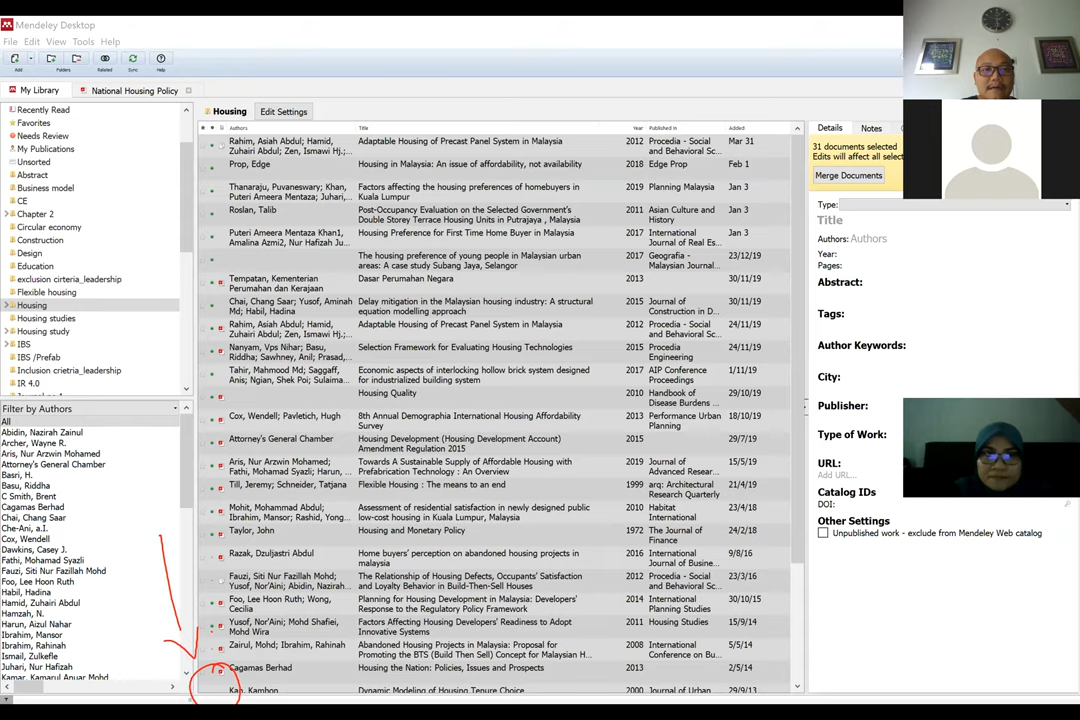 Mendeley Desktop
File Edit View Tools Help
Add Folders Related Sync Help
My Library National Housing Policy
Recently Read
Favorites
Needs Review
My Publications
Unsorted
Abstract
Business model
CE
Chapter 2
Circular economy
Construction
Design
Education
exclusion cirteria_leadership
Flexible housing
Housing
Housing studies
Housing study
IBS
IBS /Prefab
Inclusion crietria_leadership
IR 4.0
Filter by Authors
All
Abidin, Nazirah Zainul
Archer, Wayne R.
Aris, Nur Arzwin Mohamed
Attorney's General Chamber
Basri, H.
Basu, Riddha
C Smith, Brent
Cagamas Berhad
Chai, Chang Saar
Che-Ani, a.I.
Cox, Wendell
Dawkins, Casey J.
Fathi, Mohamad Syazli
Fauzi, Siti Nur Fazillah Mohd
Foo, Lee Hoon Ruth
Habil, Hadina
Hamid, Zuhairi Abdul
Hamzah, N.
Harun, Aizul Nahar
Ibrahim, Mansor
Ibrahim, Rahinah
Ismail, Zulkefle
Juhari, Nur Hafizah
Kamar, Kamarul Anuar Mohd
Housing Edit Settings
Authors Title Year Published In Added
Rahim, Asiah Abdul; Hamid, Adaptable Housing of Precast Panel System in Malaysia 2012 Procedia - Social Mar 31
Zuhairi Abdul; Zen, Ismawi Hj.;... and Behavioral Sc...
Prop, Edge Housing in Malaysia: An issue of affordability, not availability 2018 Edge Prop Feb 1
Thanaraju, Puvaneswary; Khan, Factors affecting the housing preferences of homebuyers in 2019 Planning Malaysia Jan 3
Puteri Ameera Mentaza; Juhari,... Kuala Lumpur
Roslan, Talib Post-Occupancy Evaluation on the Selected Government's 2011 Asian Culture and Jan 3
Double Storey Terrace Housing Units in Putrajaya , Malaysia History
Puteri Ameera Mentaza Khan1, Housing Preference for First Time Home Buyer in Malaysia 2017 International Jan 3
Amalina Azmi2, Nur Hafizah Ju... Journal of Real Es...
The housing preference of young people in Malaysian urban 2017 Geografia - 23/12/19
areas: A case study Subang Jaya, Selangor Malaysian Journal...
Tempatan, Kementerian Dasar Perumahan Negara 2013 30/11/19
Perumahan dan Kerajaan
Chai, Chang Saar; Yusof, Aminah Delay mitigation in the Malaysian housing industry: A structural 2015 Journal of 30/11/19
Md; Habil, Hadina equation modelling approach Construction in D...
Rahim, Asiah Abdul; Hamid, Adaptable Housing of Precast Panel System in Malaysia 2012 Procedia - Social 24/11/19
Zuhairi Abdul; Zen, Ismawi Hj.;... and Behavioral Sc...
Nanyam, Vps Nihar; Basu, Selection Framework for Evaluating Housing Technologies 2015 Procedia 24/11/19
Riddha; Sawhney, Anil; Prasad,... Engineering
Tahir, Mahmood Md; Saggaff, Economic aspects of interlocking hollow brick system designed 2017 AIP Conference 1/11/19
Anis; Ngian, Shek Poi; Sulaima... for industrialized building system Proceedings
Housing Quality 2010 Handbook of 29/10/19
Disease Burdens ...
Cox, Wendell; Pavletich, Hugh 8th Annual Demographia International Housing Affordability 2013 Performance Urban 18/10/19
Survey Planning
Attorney's General Chamber Housing Development (Housing Development Account) 2015 29/7/19
Amendment Regulation 2015
Aris, Nur Arzwin Mohamed; Towards A Sustainable Supply of Affordable Housing with 2019 Journal of 15/5/19
Fathi, Mohamad Syazli; Harun, ... Prefabrication Technology : An Overview Advanced Resear...
Till, Jeremy; Schneider, Tatjana Flexible Housing : The means to an end 1999 arq: Architectural 21/4/19
Research Quarterly
Mohit, Mohammad Abdul; Assessment of residential satisfaction in newly designed public 2010 Habitat 23/4/18
Ibrahim, Mansor; Rashid, Yong... low-cost housing in Kuala Lumpur, Malaysia International
Taylor, John Housing and Monetary Policy 1972 The Journal of 24/2/18
Finance
Razak, Dzuljastri Abdul Home buyers' perception on abandoned housing projects in 2016 International 9/8/16
malaysia Journal of Busine...
Fauzi, Siti Nur Fazillah Mohd; The Relationship of Housing Defects, Occupants' Satisfaction 2012 Procedia - Social 23/3/16
Yusof, Nor'Aini; Abidin, Nazirah... and Loyalty Behavior in Build-Then-Sell Houses and Behavioral Sc...
Foo, Lee Hoon Ruth; Wong, Planning for Housing Development in Malaysia: Developers' 2014 International 30/10/15
Cecilia Response to the Regulatory Policy Framework Planning Studies
Yusof, Nor'Aini; Mohd Shafiei, Factors Affecting Housing Developers' Readiness to Adopt 2011 Housing Studies 15/9/14
Mohd Wira Innovative Systems
Zairul, Mohd; Ibrahim, Rahinah Abandoned Housing Projects in Malaysia: Proposal for 2008 International 5/5/14
Promoting the BTS (Build Then Sell) Concept for Malaysian H... Conference on Bu...
Cagamas Berhad Housing the Nation: Policies, Issues and Prospects 2013 2/5/14
Kan, Kamhon Dynamic Modeling of Housing Tenure Choice 2000 Journal of Urban 29/9/13
Details Notes
31 documents selected
Edits will affect all selec
Merge Documents
Type:
Title
Authors: Authors
Year:
Pages:
Abstract:
Tags:
Author Keywords:
City:
Publisher:
Type of Work:
URL:
Add URL...
Catalog IDs
DOI:
Other Settings
Unpublished work - exclude from Mendeley Web catalog